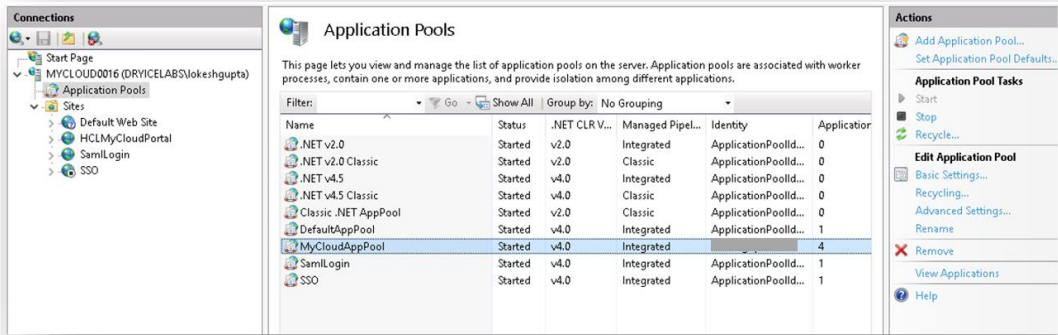 Connections
Start Page
MYCLOUD0016 (DRYICELABS\lokeshgupta)
Application Pools
Sites
Default Web Site
HCLMyCloudPortal
SamlLogin
SSO
Application Pools
This page lets you view and manage the list of application pools on the server. Application pools are associated with worker
processes, contain one or more applications, and provide isolation among different applications.
Filter: Go Show All Group by: No Grouping
Name Status .NET CLR V... Managed Pipel... Identity Application
.NET v2.0 Started v2.0 Integrated ApplicationPoolId... 0
.NET v2.0 Classic Started v2.0 Classic ApplicationPoolId... 0
.NET v4.5 Started v4.0 Integrated ApplicationPoolId... 0
.NET v4.5 Classic Started v4.0 Classic ApplicationPoolId... 0
Classic .NET AppPool Started v2.0 Classic ApplicationPoolId... 0
DefaultAppPool Started v4.0 Integrated ApplicationPoolId... 1
MyCloudAppPool Started v4.0 Integrated 4
SamlLogin Started v4.0 Integrated ApplicationPoolId... 1
SSO Started v4.0 Integrated ApplicationPoolId... 1
Actions
Add Application Pool...
Set Application Pool Defaults...
Application Pool Tasks
Start
Stop
Recycle...
Edit Application Pool
Basic Settings...
Recycling...
Advanced Settings...
Rename
Remove
View Applications
Help